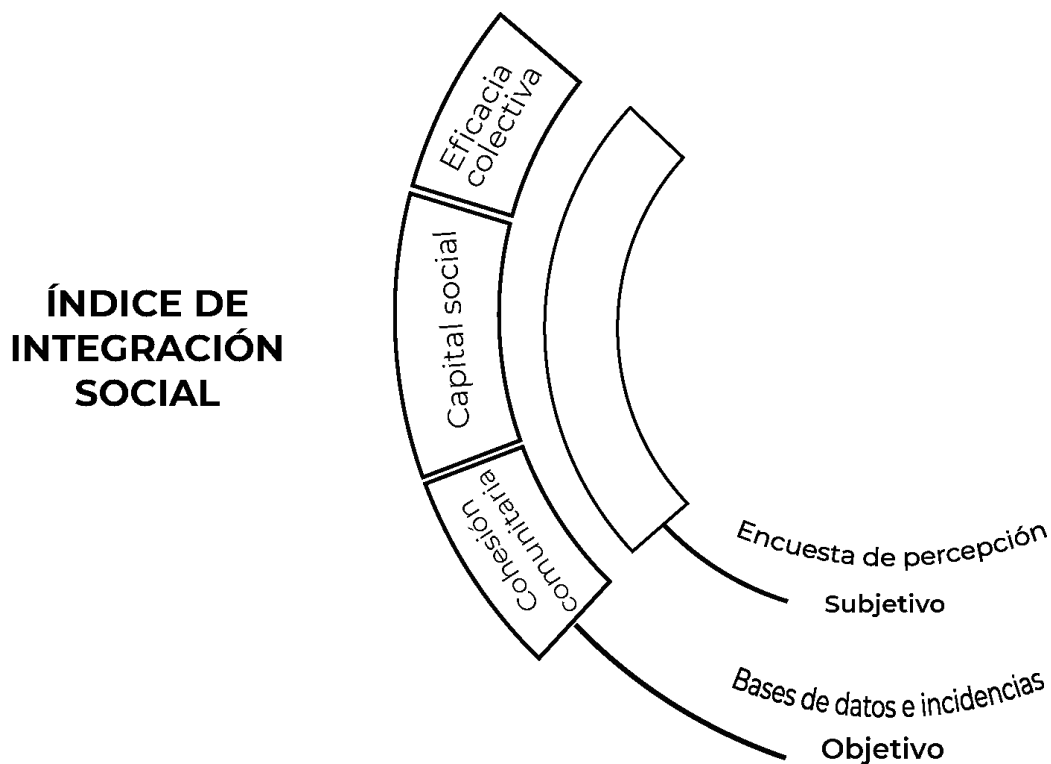 ÍNDICE DE
INTEGRACIÓN
SOCIAL
Eficacia
colectiva
Capital social
Cohesión
comunitaria
Encuesta de percepción
Subjetivo
Bases de datos e incidencias
Objetivo